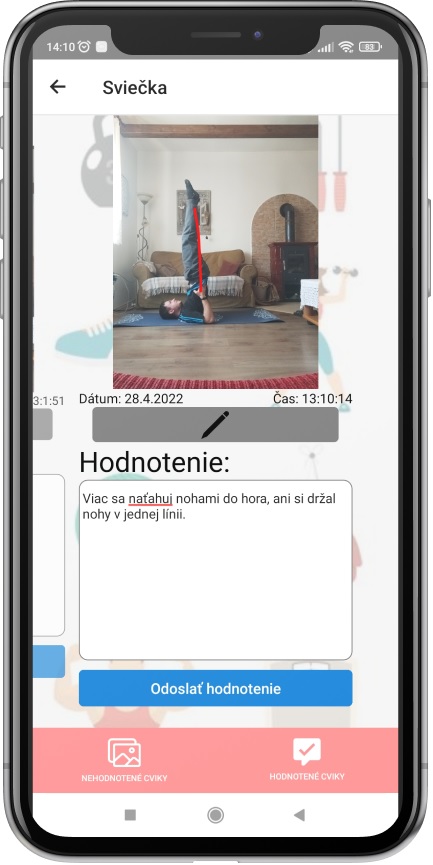 14:10 83
Sviečka
3:1:51
Dátum: 28.4.2022 Čas: 13:10:14
Hodnotenie:
Viac sa naťahuj nohami do hora, ani si držal
nohy v jednej línii.
Odoslať hodnotenie
NEHODNOTENÉ CVIKY HODNOTENÉ CVIKY